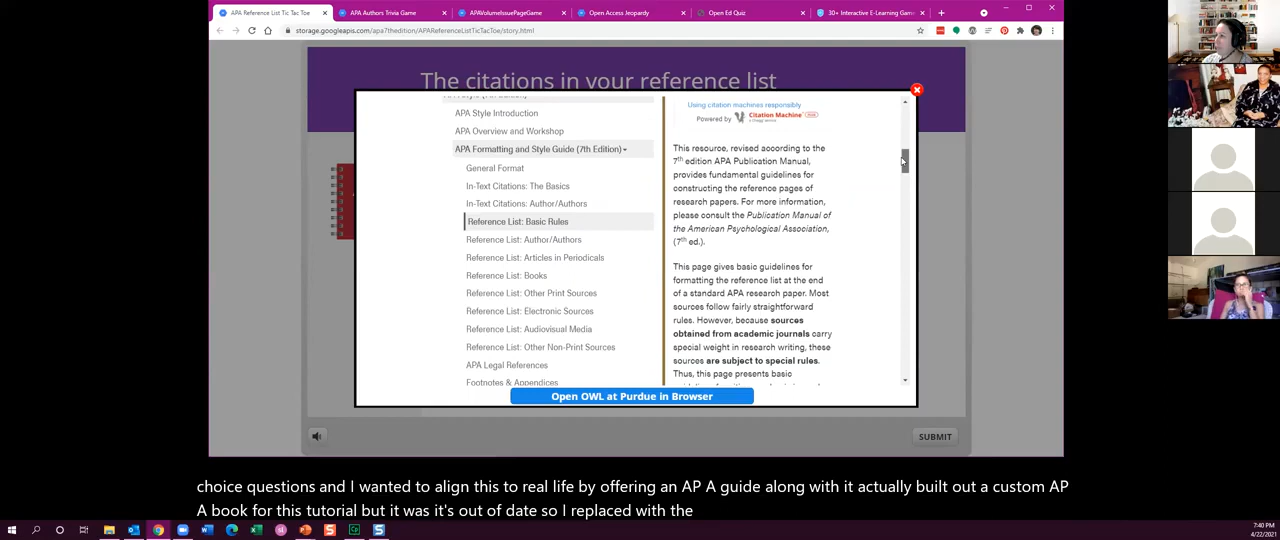 APA Reference List Tic Tac Toe
APA Authors Trivia Game
APAVolumeIssuePageGame
Open Access Jeopardy
Open Ed Quiz
30+ Interactive E-Learning Gam
storage.googleapis.com/apa7thedition/APAReferenceListTicTacToe/story.html
The citations in your reference list
APA Style Introduction
APA Overview and Workshop
APA Formatting and Style Guide (7th Edition)
General Format
In-Text Citations: The Basics
In-Text Citations: Author/Authors
Reference List: Basic Rules
Reference List: Author/Authors
Reference List: Articles in Periodicals
Reference List: Books
Reference List: Other Print Sources
Reference List: Electronic Sources
Reference List: Audiovisual Media
Reference List: Other Non-Print Sources
APA Legal References
Footnotes & Appendices
Using citation machines responsibly
Powered by Citation Machine
This resource, revised according to the
7th edition APA Publication Manual,
provides fundamental guidelines for
constructing the reference pages of
research papers. For more information,
please consult the Publication Manual of
the American Psychological Association,
(7th ed.).
This page gives basic guidelines for
formatting the reference list at the end
of a standard APA research paper. Most
sources follow fairly straightforward
rules. However, because sources
obtained from academic journals carry
special weight in research writing, these
sources are subject to special rules.
Thus, this page presents basic
Open OWL at Purdue in Browser
SUBMIT
choice questions and I wanted to align this to real life by offering an AP A guide along with it actually built out a custom AP
A book for this tutorial but it was it's out of date so I replaced with the
7:40 PM
4/22/2021